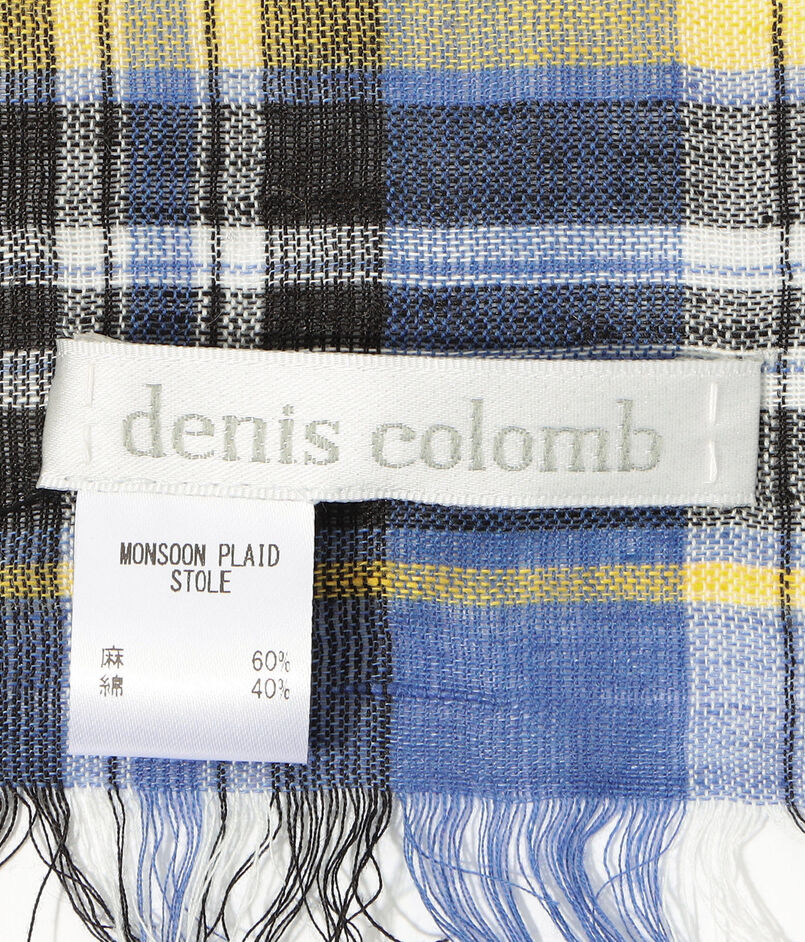 denis colomb
MONSOON PLAID
STOLE
麻 60%
綿 40%